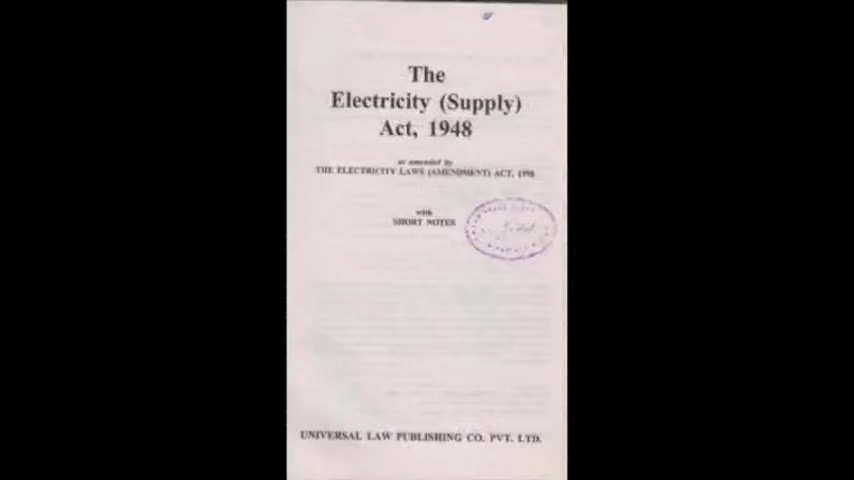 The
Electricity (Supply)
Act, 1948
as amended by
THE ELECTRICITY LAWS (AMENDMENT) ACT, 1998
with
SHORT NOTES
UNIVERSAL LAW PUBLISHING CO. PVT. LTD.